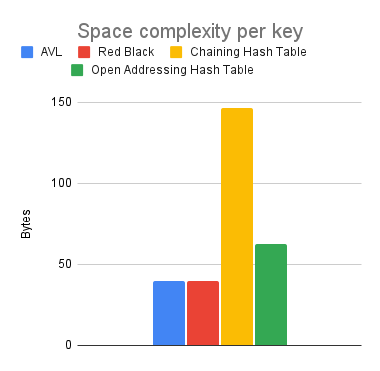 Space complexity per key
AVL Red Black Chaining Hash Table
Open Addressing Hash Table
150
100
50
0
Bytes